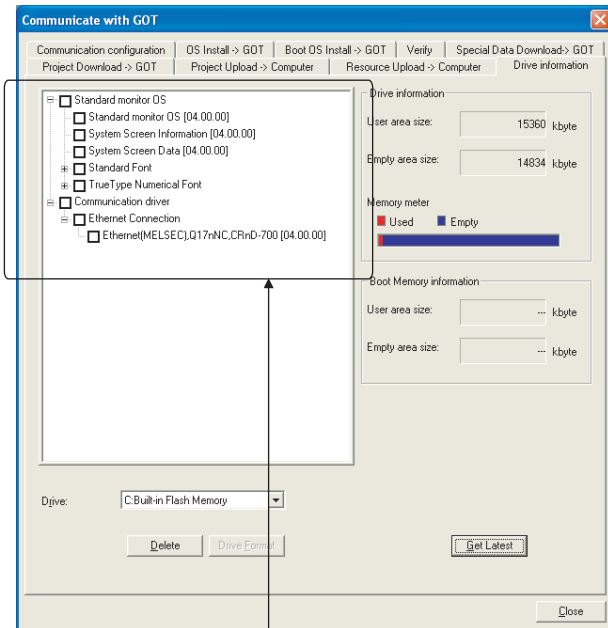 Communicate with GOT
Communication configuration OS Install -> GOT Boot OS Install -> GOT Verify Special Data Download-> GOT
Project Download -> GOT Project Upload -> Computer Resource Upload -> Computer Drive information
Standard monitor OS
Standard monitor OS [04.00.00]
System Screen Information [04.00.00]
System Screen Data [04.00.00]
Standard Font
TrueType Numerical Font
Communication driver
Ethernet Connection
Ethernet(MELSEC),Q17nNC,CRnD-700 [04.00.00]
Drive information
User area size: 15360 kbyte
Empty area size: 14834 kbyte
Memory meter
Used Empty
Boot Memory information
User area size: --- kbyte
Empty area size: --- kbyte
Drive: C:Built-in Flash Memory
Delete Drive Format Get Latest
Close